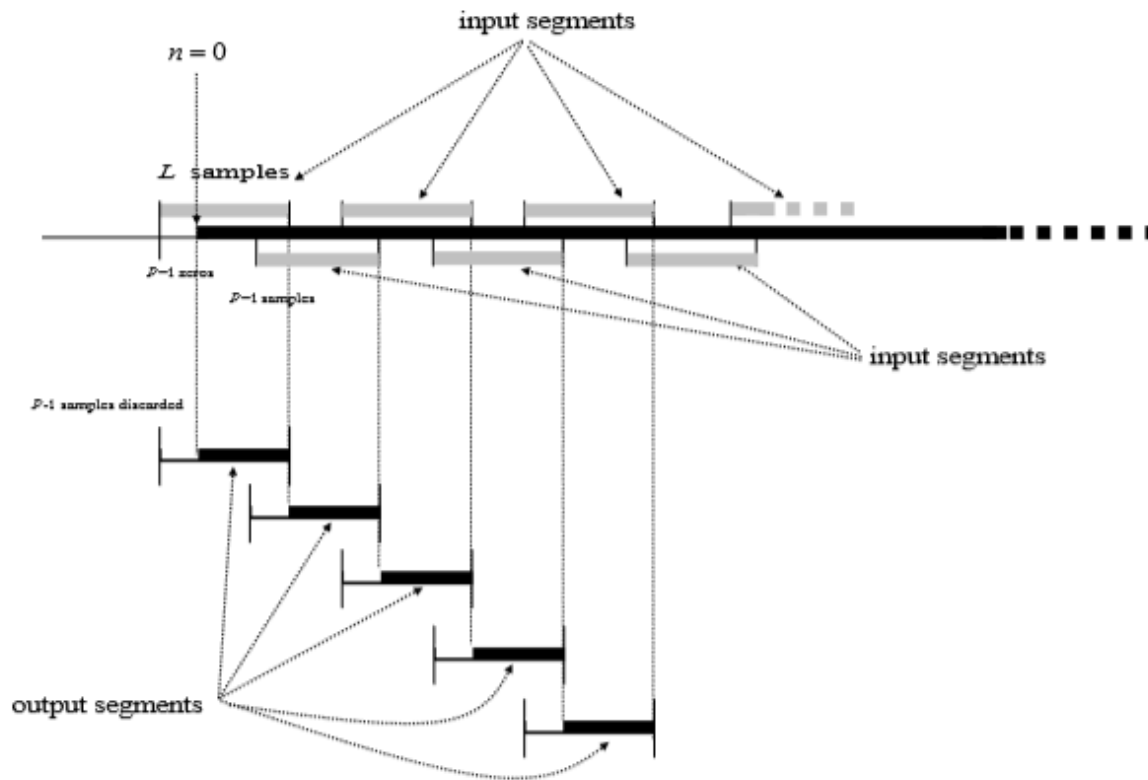 input segments
n = 0
L samples
P-1 zeros
P-1 samples
input segments
P-1 samples discarded
output segments